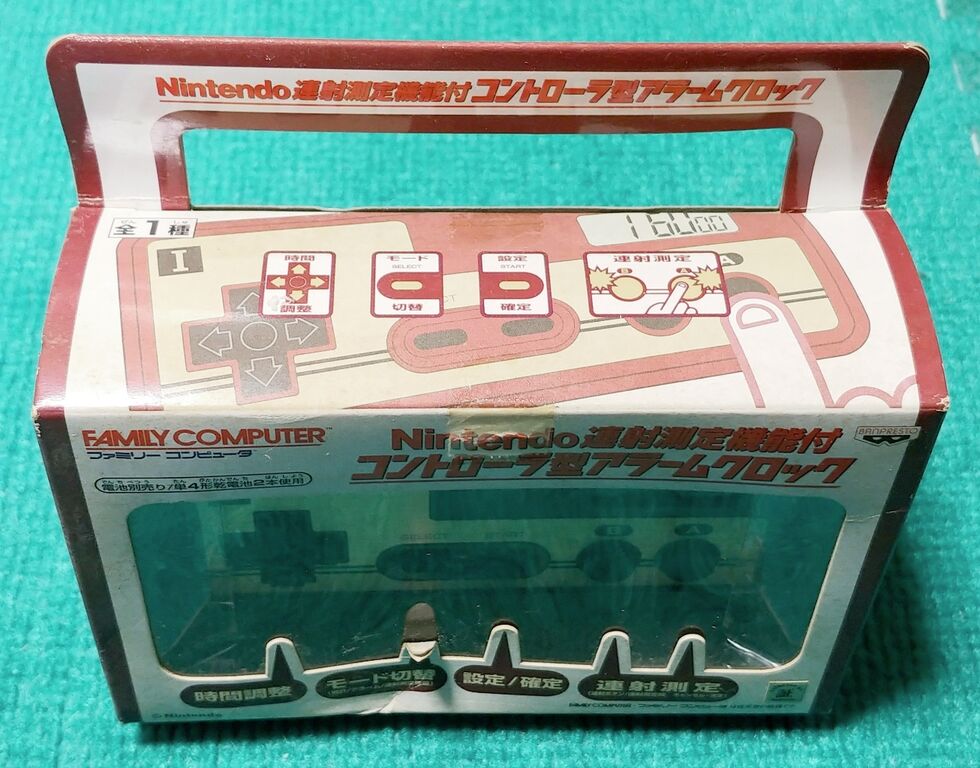 Nintendo 連射測定機能付 コントローラ型アラームクロック
ぜん しゅ
全1種
I
時間
調整
モード
SELECT
切替
設定
START
確定
連射測定
B A
A
FAMILY COMPUTER™
ファミリー コンピュータ
Nintendo 連射測定機能付
コントローラ型アラームクロック
BANPRESTO
電池別売り/単4形乾電池2本使用
SELECT
B A
時間調整
モード切替
設定/確定
連射測定
証
© Nintendo